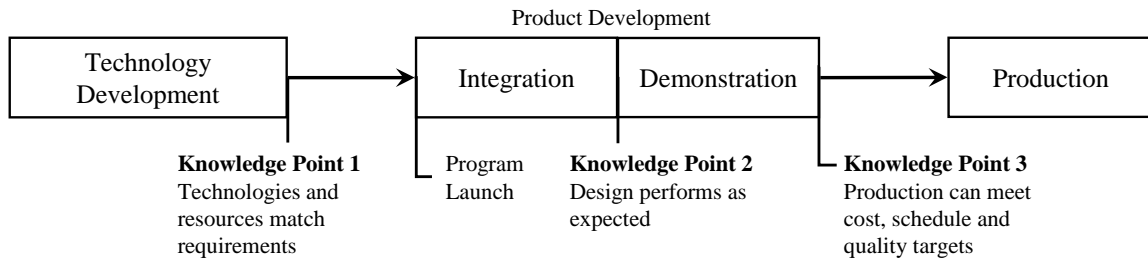 Product Development
Technology
Development
Integration
Demonstration
Production
Knowledge Point 1
Technologies and
resources match
requirements
Program
Launch
Knowledge Point 2
Design performs as
expected
Knowledge Point 3
Production can meet
cost, schedule and
quality targets